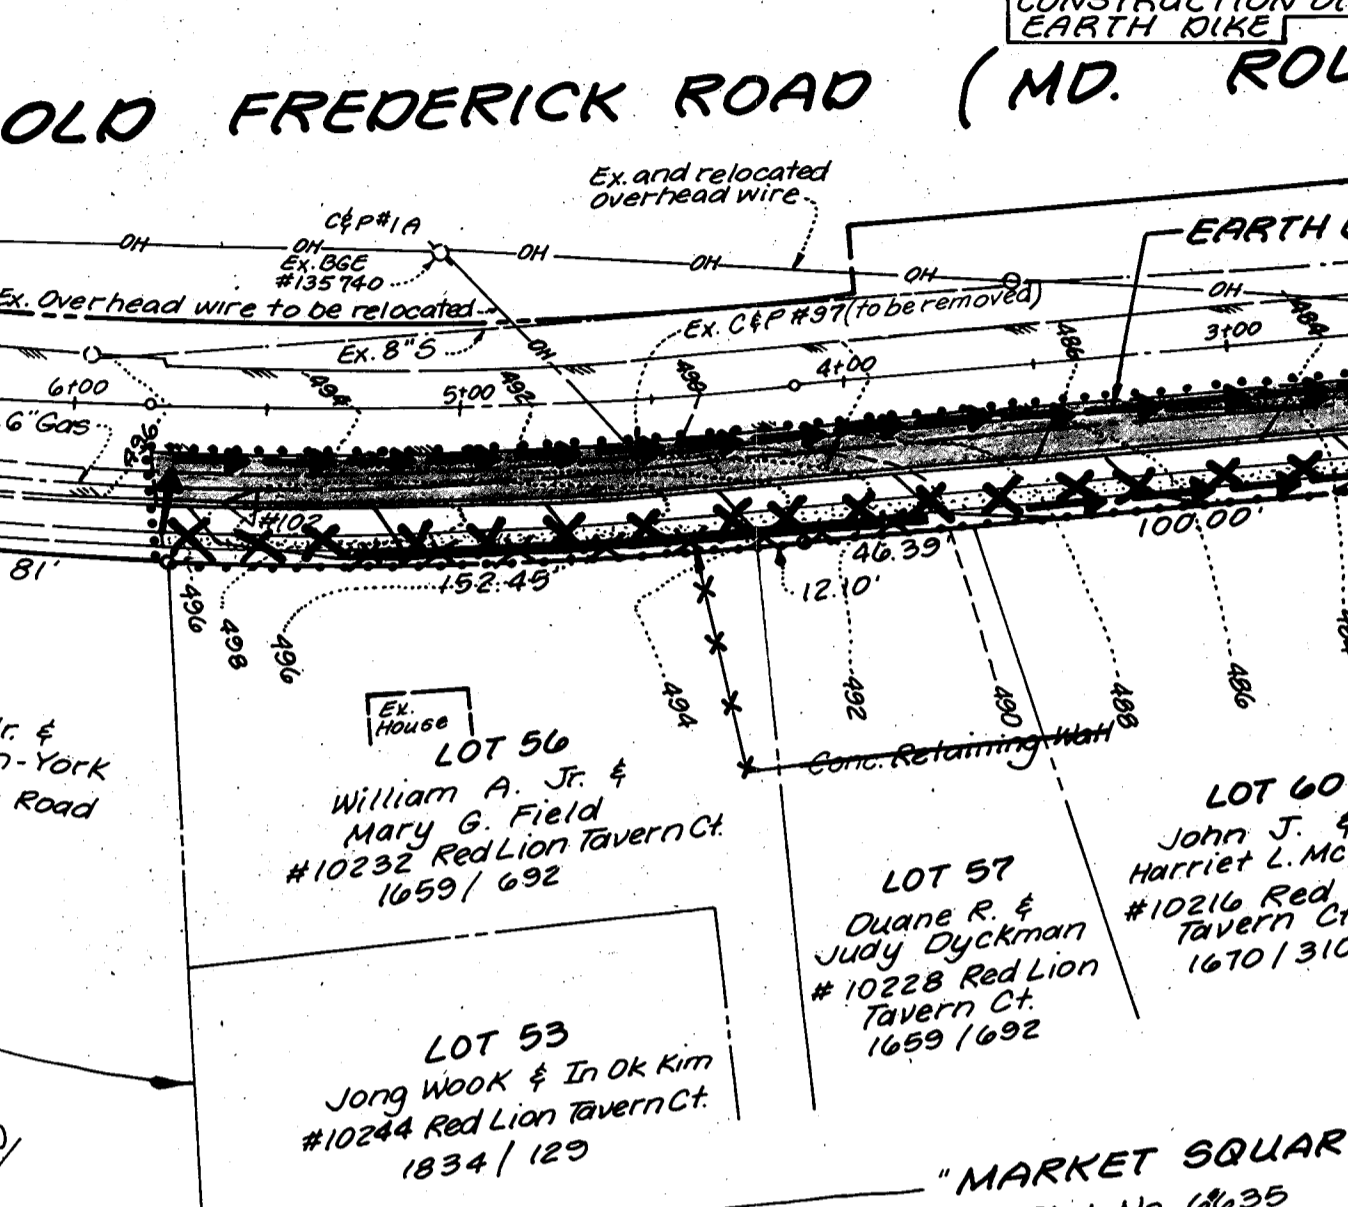 EARTH DIKE
OLD FREDERICK ROAD (MD.
Ex. and relocated
overhead wire
C&P #1A
OH
OH
OH
OH
OH
OH
OH
Ex. BGE
#135740
EARTH
Ex. Overhead wire to be relocated
Ex. C&P #97 (to be removed)
Ex. 8"S
6+00
5+00
4+00
3+00
494
492
490
486
484
6" Gas
496
#102
81'
152.45'
46.39'
12.10'
100.00'
496
498
496
494
492
490
488
486
Ex.
House
Conc. Retaining Wall
Jr. &
n-York
Road
LOT 56
William A. Jr. &
Mary G. Field
#10232 Red Lion Tavern Ct.
1659 / 692
LOT 57
Duane R. &
Judy Dyckman
# 10228 Red Lion
Tavern Ct.
1659 / 692
LOT 60
John J. &
Harriet L. Mc
#10216 Red
Tavern Ct
1670 / 310
LOT 53
Jong Wook & In Ok Kim
#10244 Red Lion Tavern Ct.
1834 / 129
"MARKET SQUAR